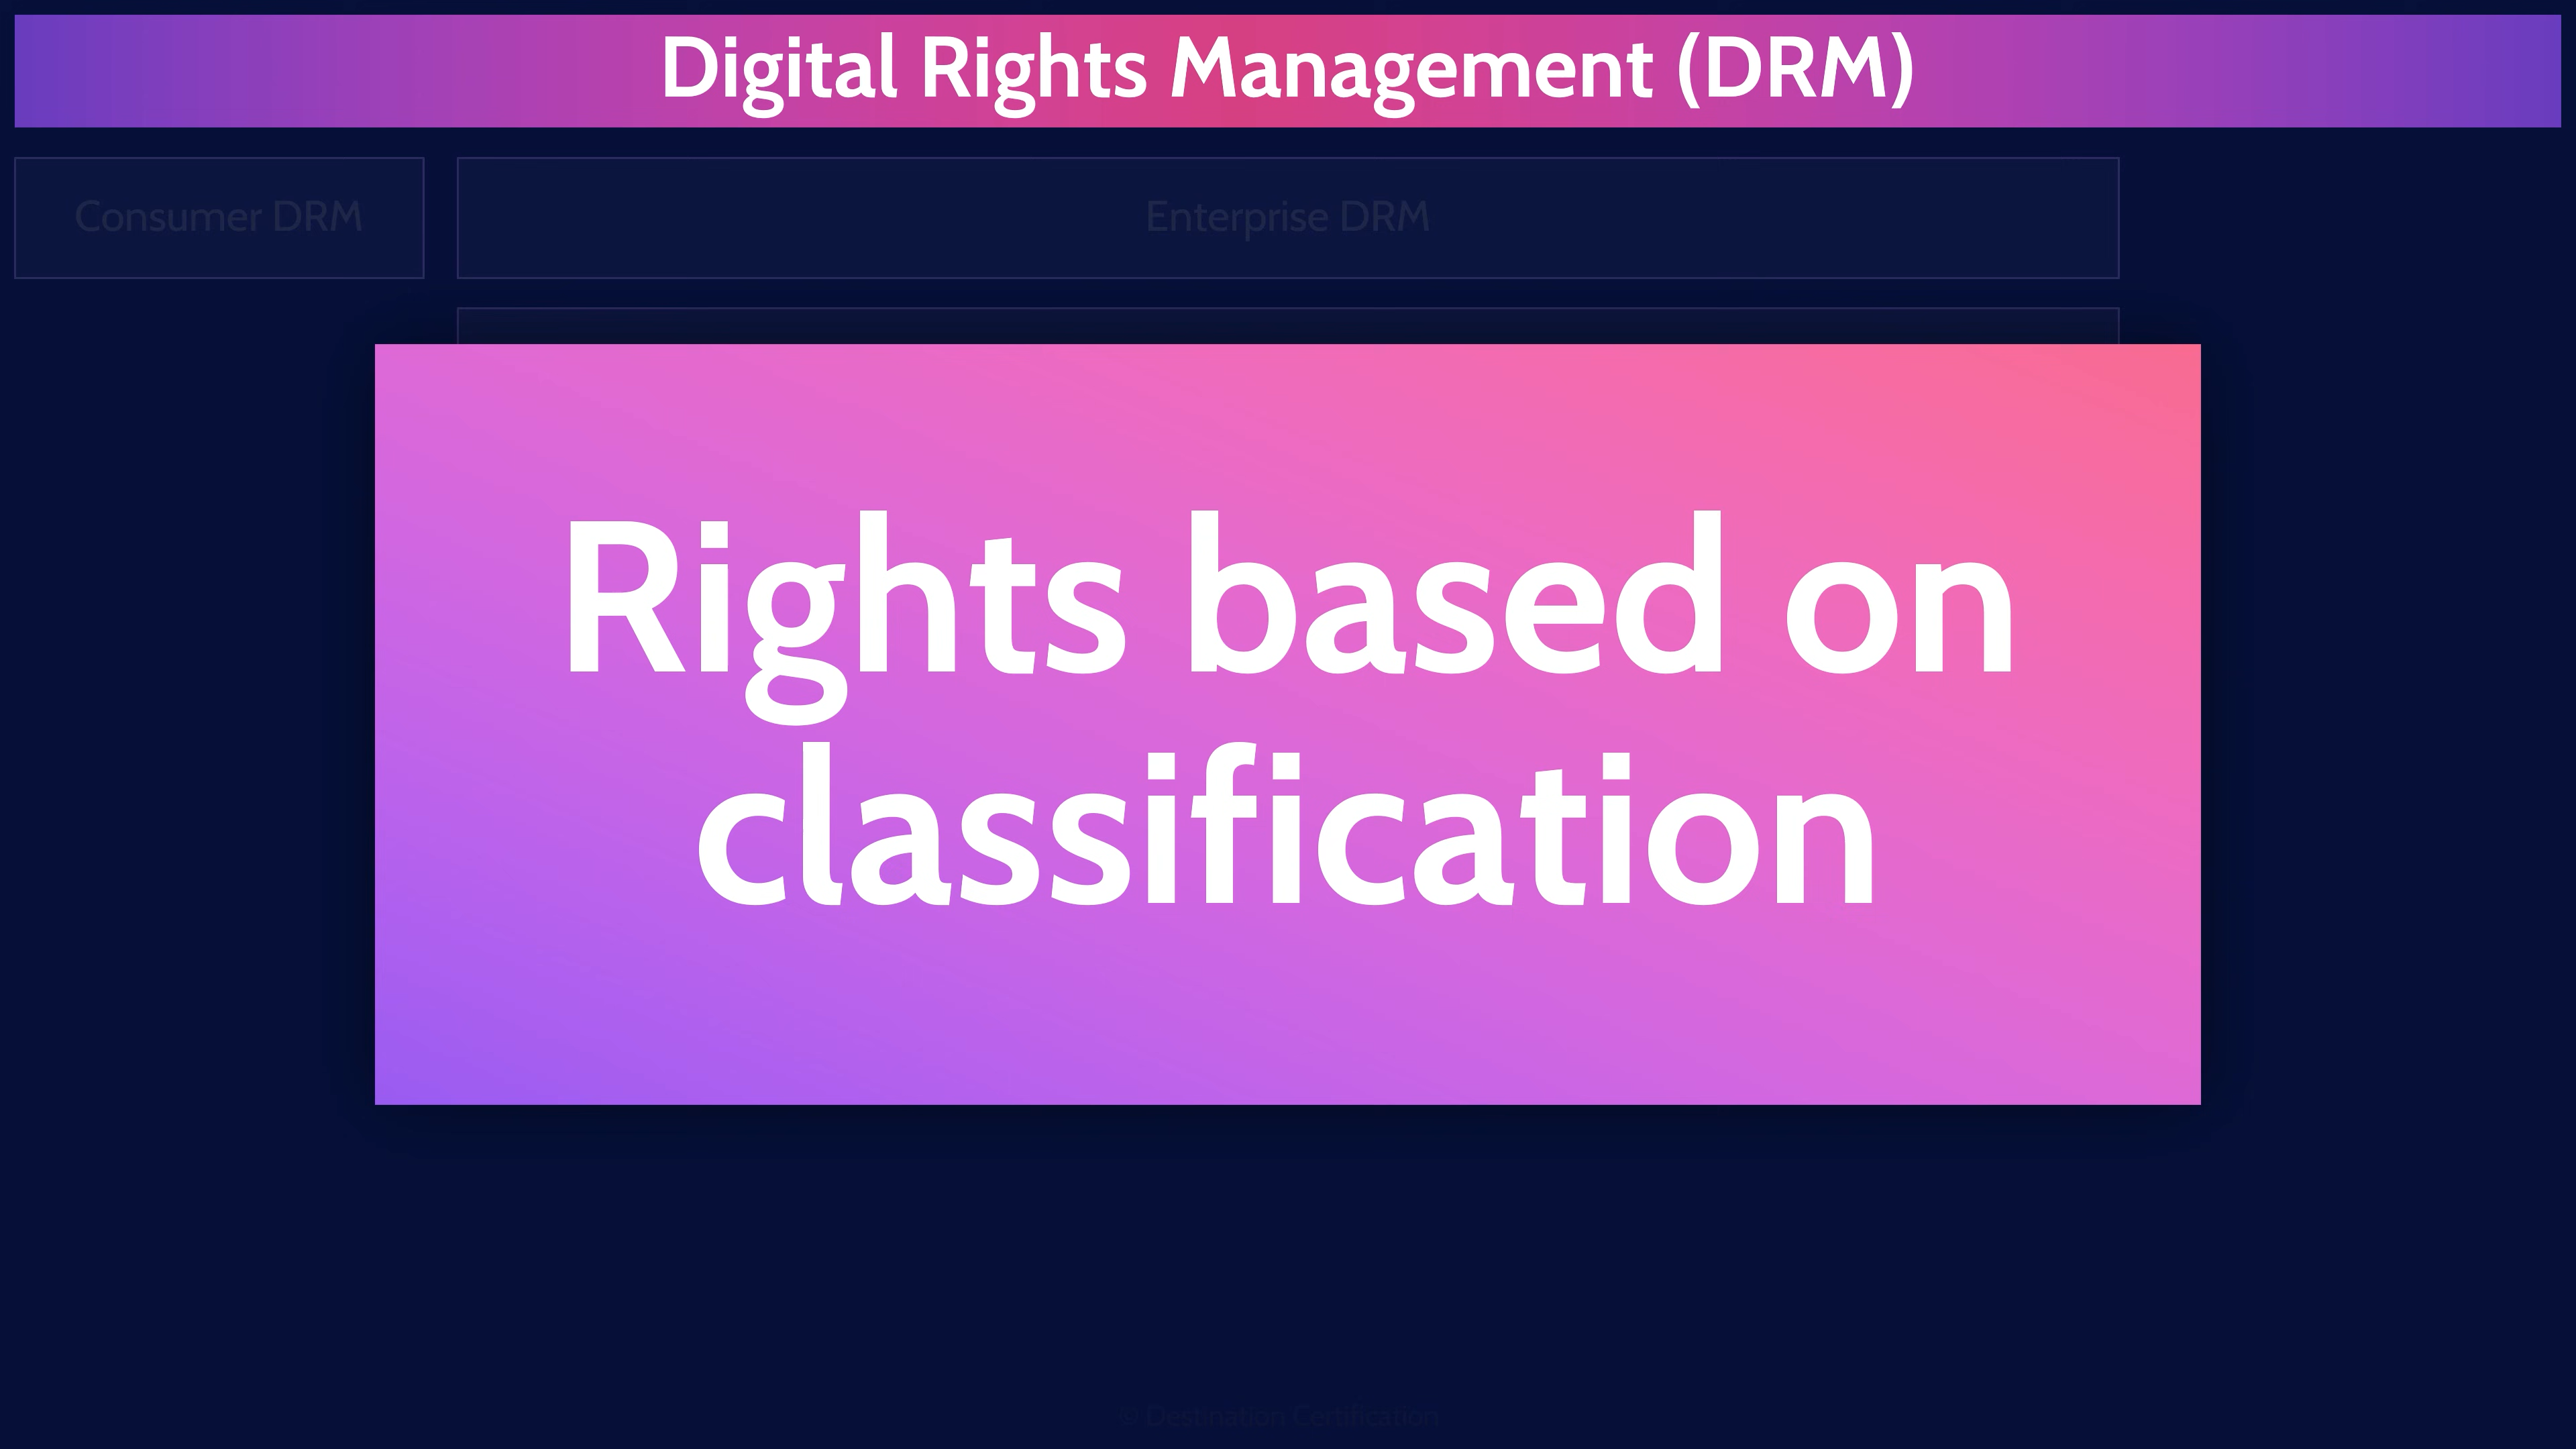 Digital Rights Management (DRM)
Consumer DRM
Enterprise DRM
Rights based on
classification
© Destination Certification